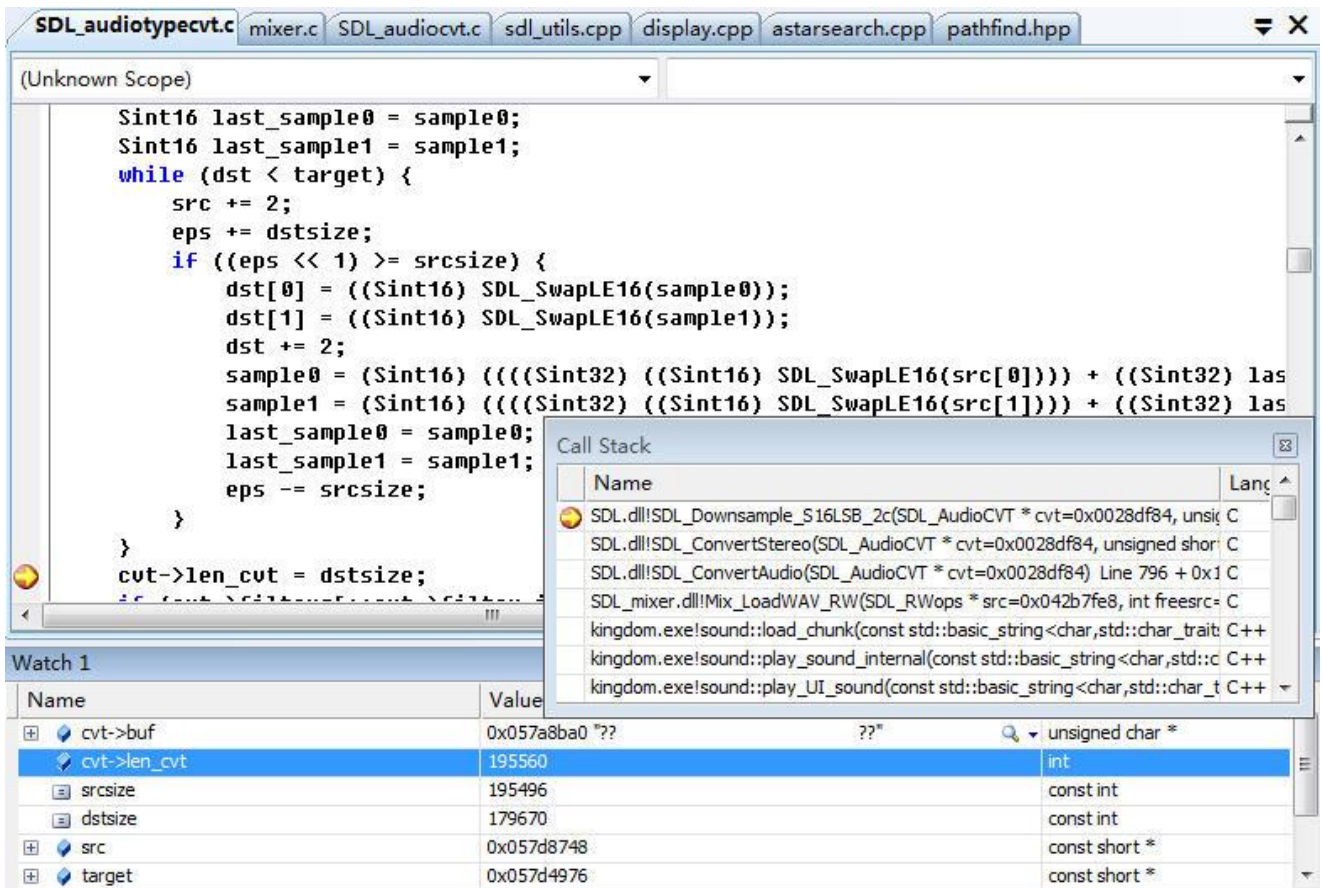 SDL_audiotypecvt.c mixer.c SDL_audiocvt.c sdl_utils.cpp display.cpp astarsearch.cpp pathfind.hpp
(Unknown Scope)
Sint16 last_sample0 = sample0;
Sint16 last_sample1 = sample1;
while (dst < target) {
src += 2;
eps += dstsize;
if ((eps << 1) >= srcsize) {
dst[0] = ((Sint16) SDL_SwapLE16(sample0));
dst[1] = ((Sint16) SDL_SwapLE16(sample1));
dst += 2;
sample0 = (Sint16) ((((Sint32) ((Sint16) SDL_SwapLE16(src[0]))) + ((Sint32) las
sample1 = (Sint16) ((((Sint32) ((Sint16) SDL_SwapLE16(src[1]))) + ((Sint32) las
last_sample0 = sample0;
last_sample1 = sample1;
eps -= srcsize;
}
}
cvt->len_cvt = dstsize;
Call Stack
Name Lang
SDL.dll!SDL_Downsample_S16LSB_2c(SDL_AudioCVT * cvt=0x0028df84, unsig C
SDL.dll!SDL_ConvertStereo(SDL_AudioCVT * cvt=0x0028df84, unsigned short C
SDL.dll!SDL_ConvertAudio(SDL_AudioCVT * cvt=0x0028df84) Line 796 + 0x1 C
SDL_mixer.dll!Mix_LoadWAV_RW(SDL_RWops * src=0x042b7fe8, int freesrc= C
kingdom.exe!sound::load_chunk(const std::basic_string<char,std::char_traits C++
kingdom.exe!sound::play_sound_internal(const std::basic_string<char,std::c C++
kingdom.exe!sound::play_UI_sound(const std::basic_string<char,std::char_t C++
Watch 1
Name Value
cvt->buf 0x057a8ba0 "?? ??" unsigned char *
cvt->len_cvt 195560 int
srcsize 195496 const int
dstsize 179670 const int
src 0x057d8748 const short *
target 0x057d4976 const short *